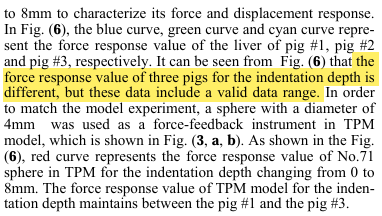 to 8mm to characterize its force and displacement response.
In Fig. (6), the blue curve, green curve and cyan curve repre-
sent the force response value of the liver of pig #1, pig #2
and pig #3, respectively. It can be seen from Fig. (6) that the
force response value of three pigs for the indentation depth is
different, but these data include a valid data range. In order
to match the model experiment, a sphere with a diameter of
4mm was used as a force-feedback instrument in TPM
model, which is shown in Fig. (3, a, b). As shown in the Fig.
(6), red curve represents the force response value of No.71
sphere in TPM for the indentation depth changing from 0 to
8mm. The force response value of TPM model for the inden-
tation depth maintains between the pig #1 and the pig #3.